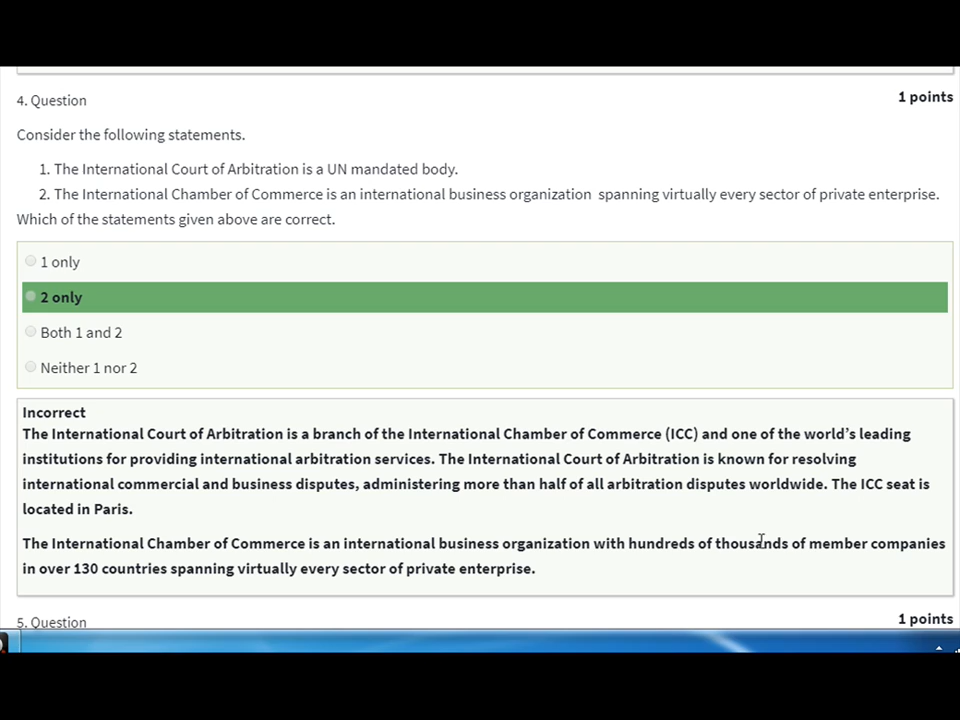 4. Question
1 points
Consider the following statements.
1. The International Court of Arbitration is a UN mandated body.
2. The International Chamber of Commerce is an international business organization  spanning virtually every sector of private enterprise.
Which of the statements given above are correct.
1 only
2 only
Both 1 and 2
Neither 1 nor 2
Incorrect
The International Court of Arbitration is a branch of the International Chamber of Commerce (ICC) and one of the world’s leading
institutions for providing international arbitration services. The International Court of Arbitration is known for resolving
international commercial and business disputes, administering more than half of all arbitration disputes worldwide. The ICC seat is
located in Paris.
The International Chamber of Commerce is an international business organization with hundreds of thousands of member companies
in over 130 countries spanning virtually every sector of private enterprise.
5. Question
1 points